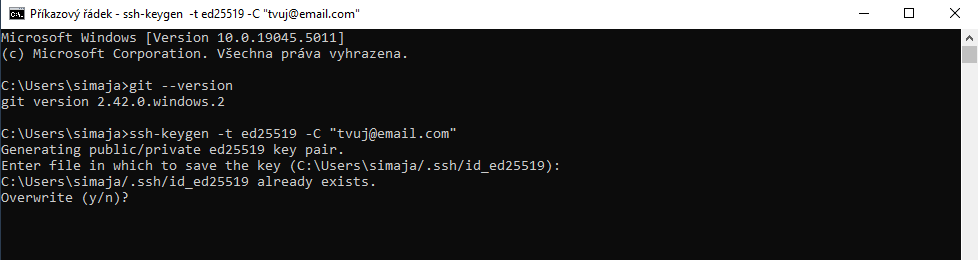 Příkazový řádek - ssh-keygen  -t ed25519 -C "tvuj@email.com"
Microsoft Windows [Version 10.0.19045.5011]
(c) Microsoft Corporation. Všechna práva vyhrazena.
C:\Users\simaja>git --version
git version 2.42.0.windows.2
C:\Users\simaja>ssh-keygen -t ed25519 -C "tvuj@email.com"
Generating public/private ed25519 key pair.
Enter file in which to save the key (C:\Users\simaja/.ssh/id_ed25519):
C:\Users\simaja/.ssh/id_ed25519 already exists.
Overwrite (y/n)?